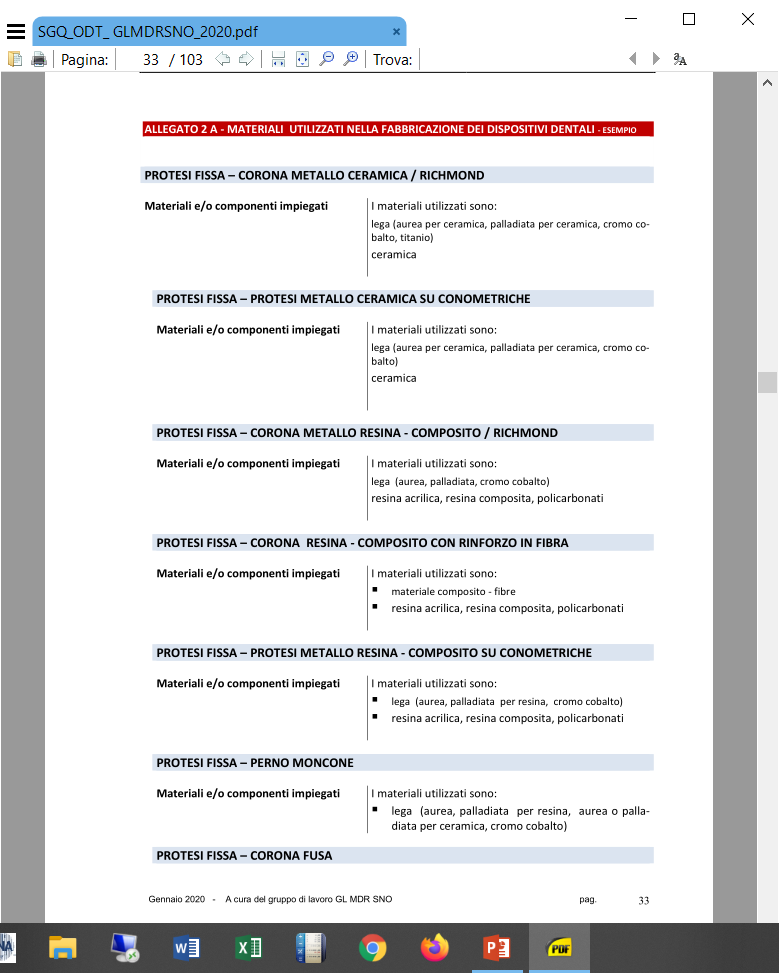 SGQ_ODT_ GLMDRSNO_2020.pdf
Pagina: 33 / 103 Trova:
ALLEGATO 2 A - MATERIALI UTILIZZATI NELLA FABBRICAZIONE DEI DISPOSITIVI DENTALI - ESEMPIO
PROTESI FISSA – CORONA METALLO CERAMICA / RICHMOND
Materiali e/o componenti impiegati
I materiali utilizzati sono:
lega (aurea per ceramica, palladiata per ceramica, cromo co-
balto, titanio)
ceramica
PROTESI FISSA – PROTESI METALLO CERAMICA SU CONOMETRICHE
Materiali e/o componenti impiegati
I materiali utilizzati sono:
lega (aurea per ceramica, palladiata per ceramica, cromo co-
balto)
ceramica
PROTESI FISSA – CORONA METALLO RESINA - COMPOSITO / RICHMOND
Materiali e/o componenti impiegati
I materiali utilizzati sono:
lega (aurea, palladiata, cromo cobalto)
resina acrilica, resina composita, policarbonati
PROTESI FISSA – CORONA RESINA - COMPOSITO CON RINFORZO IN FIBRA
Materiali e/o componenti impiegati
I materiali utilizzati sono:
▪ materiale composito - fibre
▪ resina acrilica, resina composita, policarbonati
PROTESI FISSA – PROTESI METALLO RESINA - COMPOSITO SU CONOMETRICHE
Materiali e/o componenti impiegati
I materiali utilizzati sono:
▪ lega (aurea, palladiata per resina, cromo cobalto)
▪ resina acrilica, resina composita, policarbonati
PROTESI FISSA – PERNO MONCONE
Materiali e/o componenti impiegati
I materiali utilizzati sono:
▪ lega (aurea, palladiata per resina, aurea o palla-
diata per ceramica, cromo cobalto)
PROTESI FISSA – CORONA FUSA
Gennaio 2020 - A cura del gruppo di lavoro GL MDR SNO pag. 33
PDF